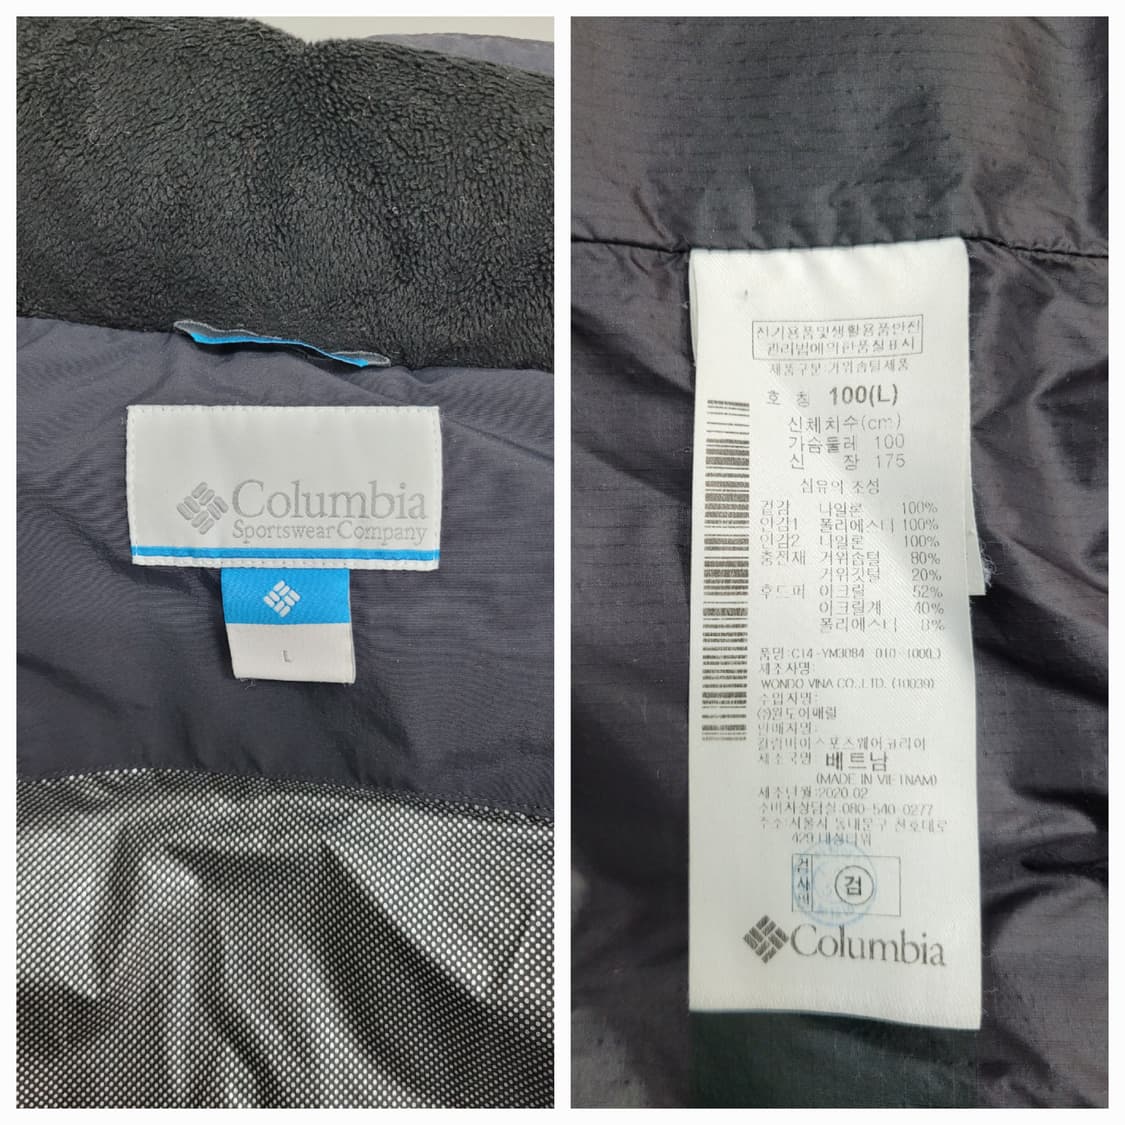 Columbia
Sportswear Company
L
전기용품및생활용품안전
관리법에의한품질표시
제품구분:거위솜털제품
호 칭 100(L)
신체치수(cm)
가슴둘레 100
신 장 175
섬유의 조성
겉감 나일론 100%
안감1 폴리에스터 100%
안감2 나일론 100%
충전재 거위솜털 80%
거위깃털 20%
후드퍼 아크릴 52%
아크릴계 40%
폴리에스터 8%
품명:C14-YM3084 010 100(L)
제조자명:
WONDO VINA CO.,LTD. (10039)
수입자명:
(주)원도어패럴
판매자명:
컬럼비아스포츠웨어코리아
제조국명 베트남
(MADE IN VIETNAM)
제조년월:2020.02
소비자상담실:080-540-0277
주소:서울시 동대문구 천호대로
429 대성타워
검사인 검
Columbia